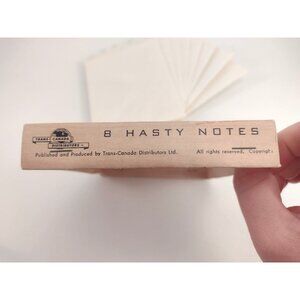 TRANS-CANADA
DISTRIBUTORS
8 HASTY NOTES
Published and Produced by Trans-Canada Distributors Ltd. All rights reserved, Copyright